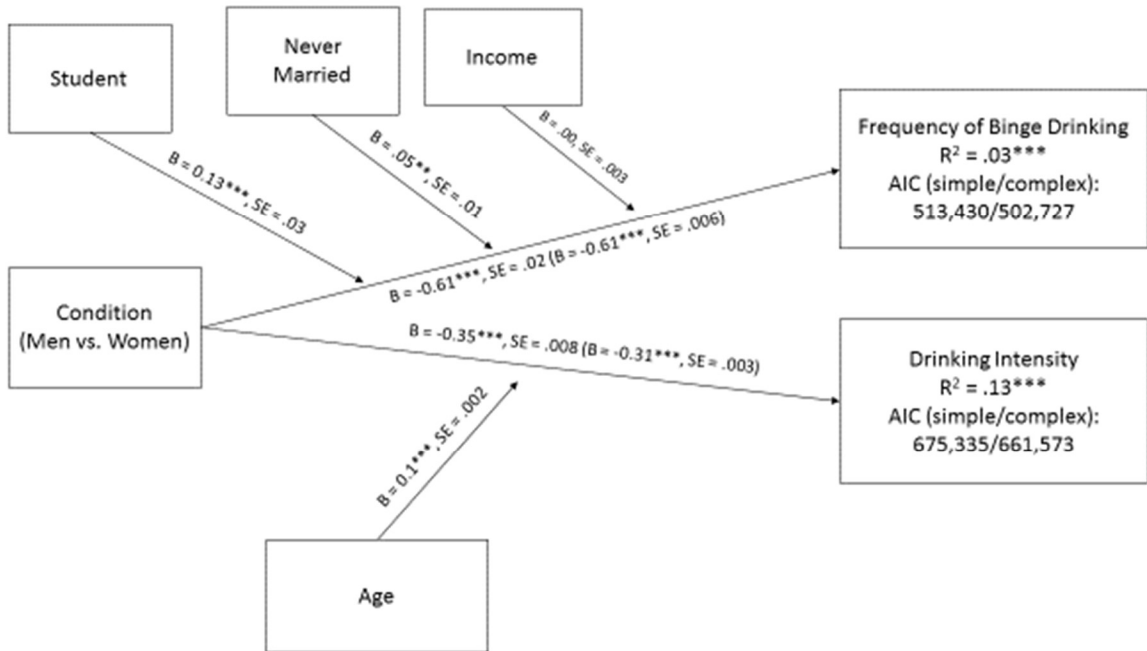 Student
Never
Married
Income
B = 0.13***, SE = .03
B = .05**, SE = .01
B = .00, SE = .003
Frequency of Binge Drinking
R² = .03***
AIC (simple/complex):
513,430/502,727
B = -0.61***, SE = .02 (B = -0.61***, SE = .006)
Condition
(Men vs. Women)
B = -0.35***, SE = .008 (B = -0.31***, SE = .003)
Drinking Intensity
R² = .13***
AIC (simple/complex):
675,335/661,573
B = 0.1***, SE = .002
Age